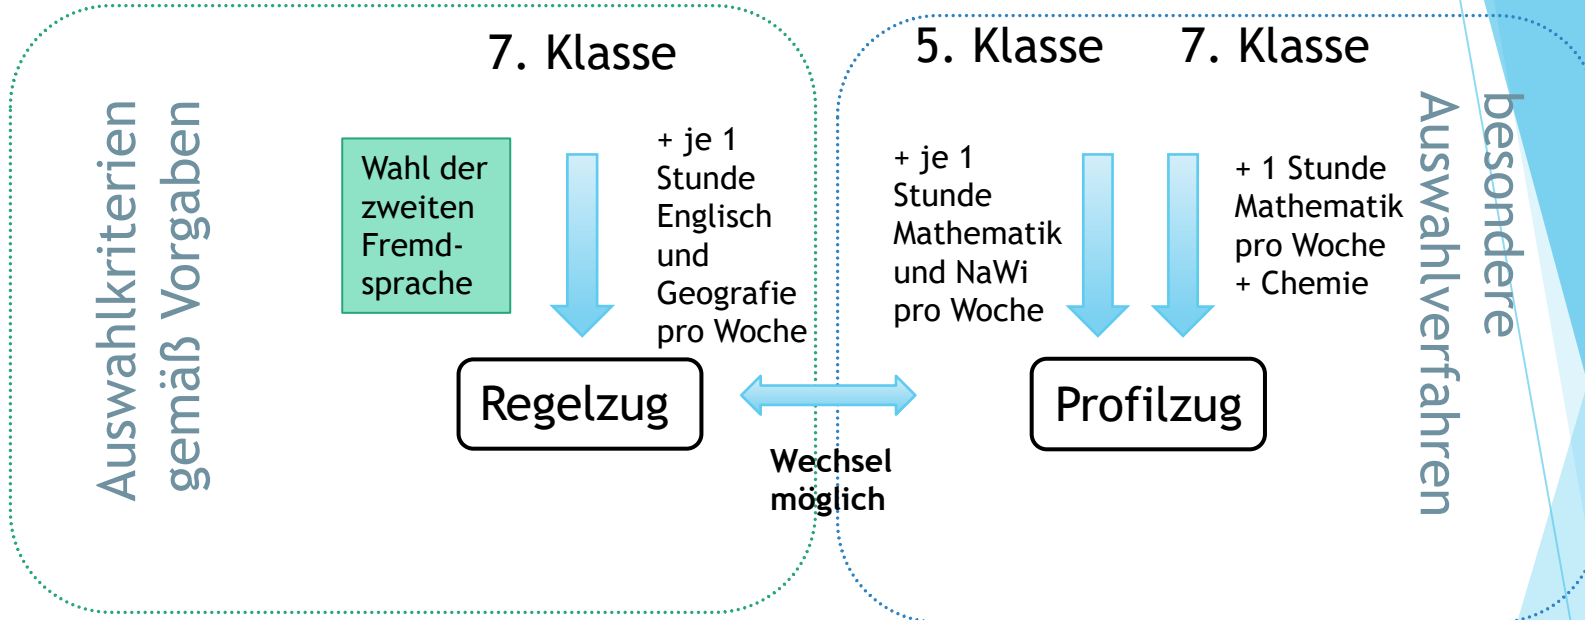 Auswahlkriterien
gemäß Vorgaben
7. Klasse
Wahl der
zweiten
Fremd-
sprache
+ je 1
Stunde
Englisch
und
Geografie
pro Woche
Regelzug
Wechsel
möglich
5. Klasse
7. Klasse
+ je 1
Stunde
Mathematik
und NaWi
pro Woche
+ 1 Stunde
Mathematik
pro Woche
+ Chemie
Profilzug
besondere
Auswahlverfahren